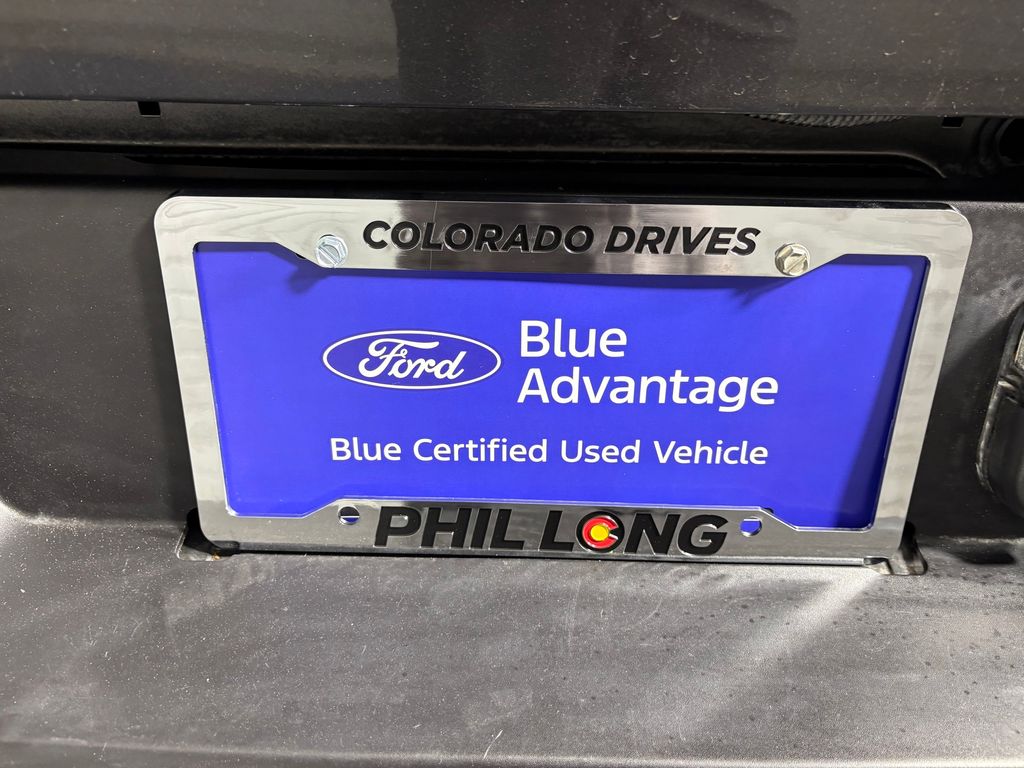 COLORADO DRIVES
Ford
Blue
Advantage
Blue Certified Used Vehicle
PHIL LONG